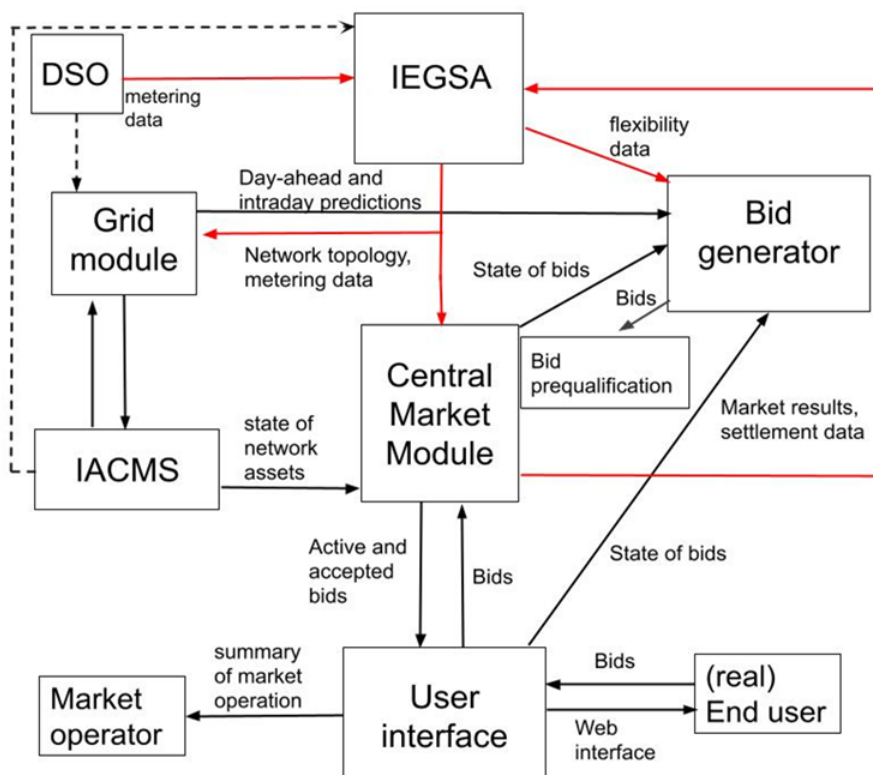 DSO
IEGSA
metering
data
flexibility
data
Day-ahead and
intraday predictions
Grid
module
Bid
generator
Network topology,
metering data
State of bids
Bids
Bid
prequalification
Central
Market
Module
Market results,
settlement data
state of
network
assets
IACMS
Active and
accepted
bids
Bids
State of bids
summary
of market
operation
Bids
Market
operator
User
interface
(real)
End user
Web
interface